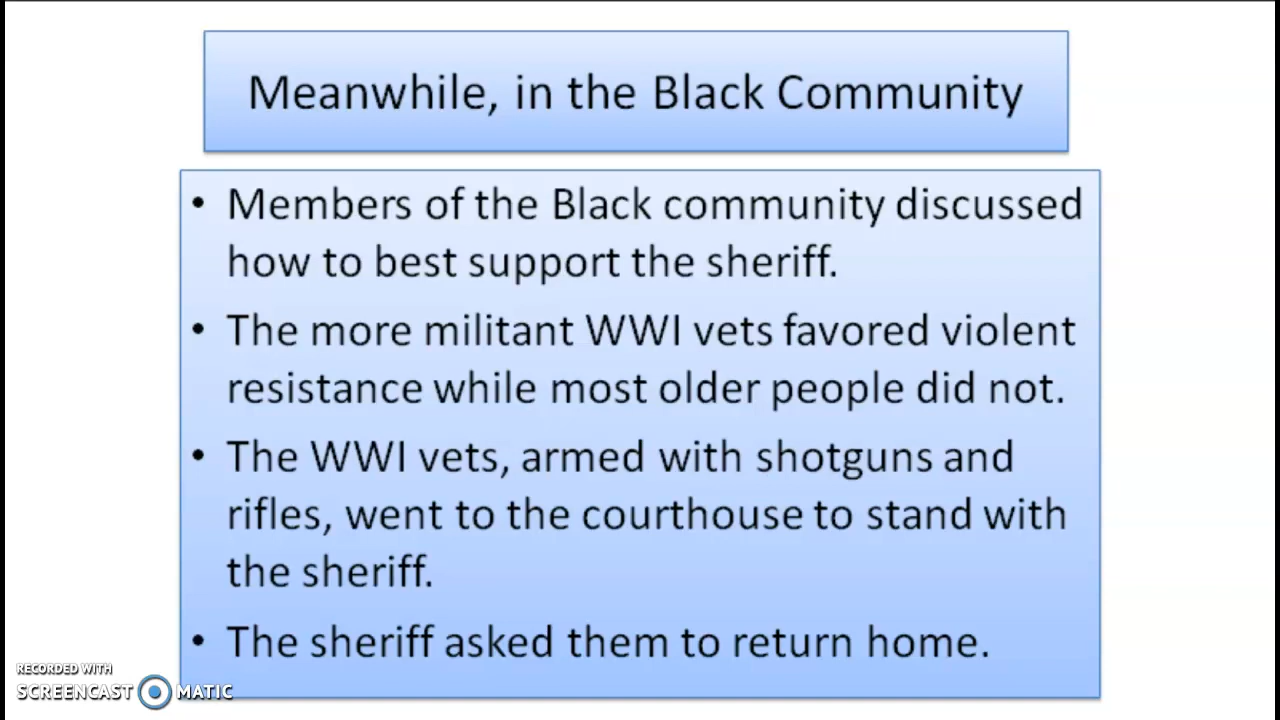 Meanwhile, in the Black Community
• Members of the Black community discussed
how to best support the sheriff.
• The more militant WWI vets favored violent
resistance while most older people did not.
• The WWI vets, armed with shotguns and
rifles, went to the courthouse to stand with
the sheriff.
• The sheriff asked them to return home.
RECORDED WITH
SCREENCAST MATIC